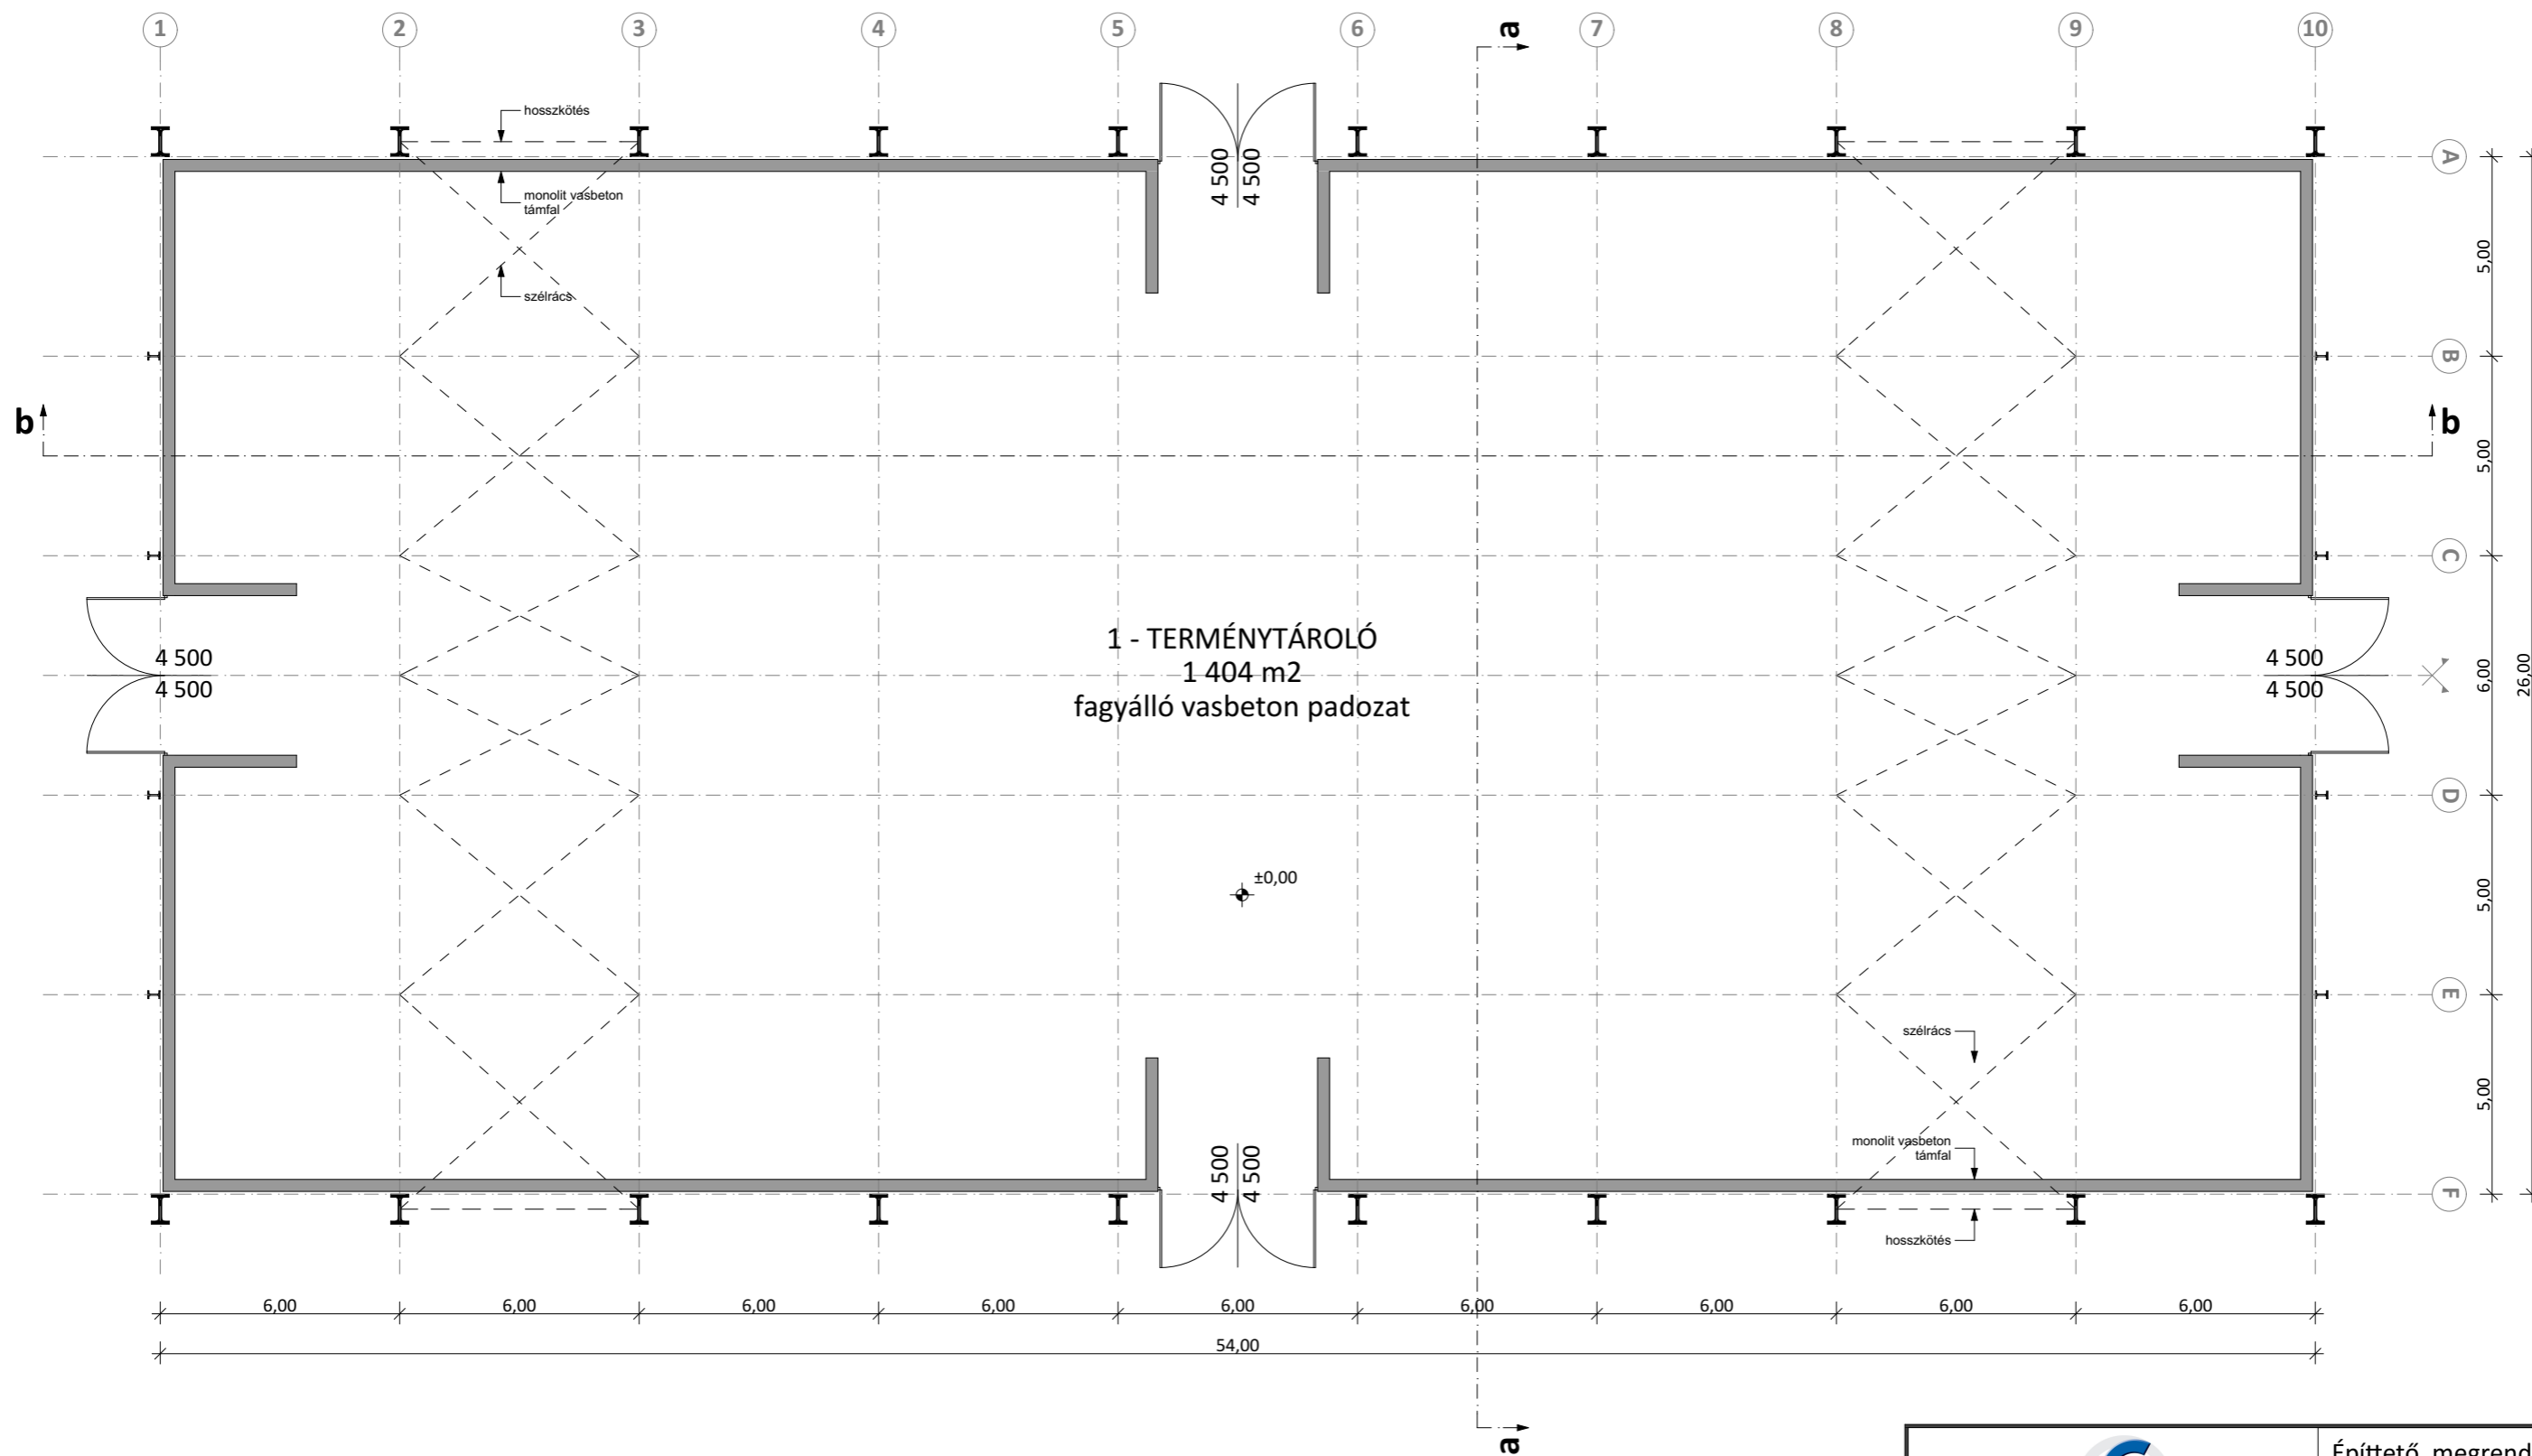 1 2 3 4 5 6 7 8 9 10
a
hosszkötés
4 500
4 500
A
monolit vasbeton
támfal
5,00
szélrács
B
b
b
5,00
C
1 - TERMÉNYTÁROLÓ
1 404 m2
fagyálló vasbeton padozat
4 500
4 500
4 500
4 500
6,00
26,00
D
±0,00
5,00
E
szélrács
5,00
monolit vasbeton
támfal
4 500
4 500
F
hosszkötés
6,00 6,00 6,00 6,00 6,00 6,00 6,00 6,00 6,00
54,00
a